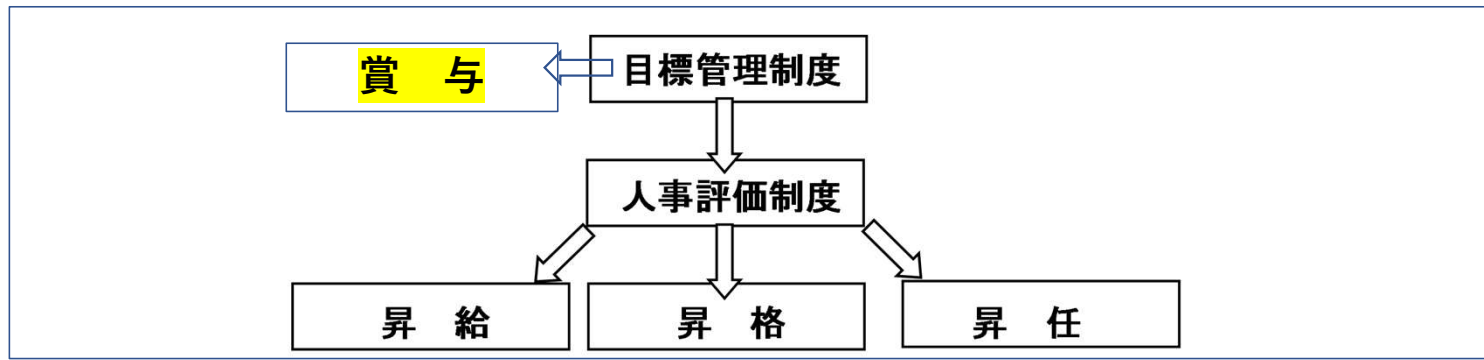 賞　与
目標管理制度
人事評価制度
昇　給
昇　格
昇　任